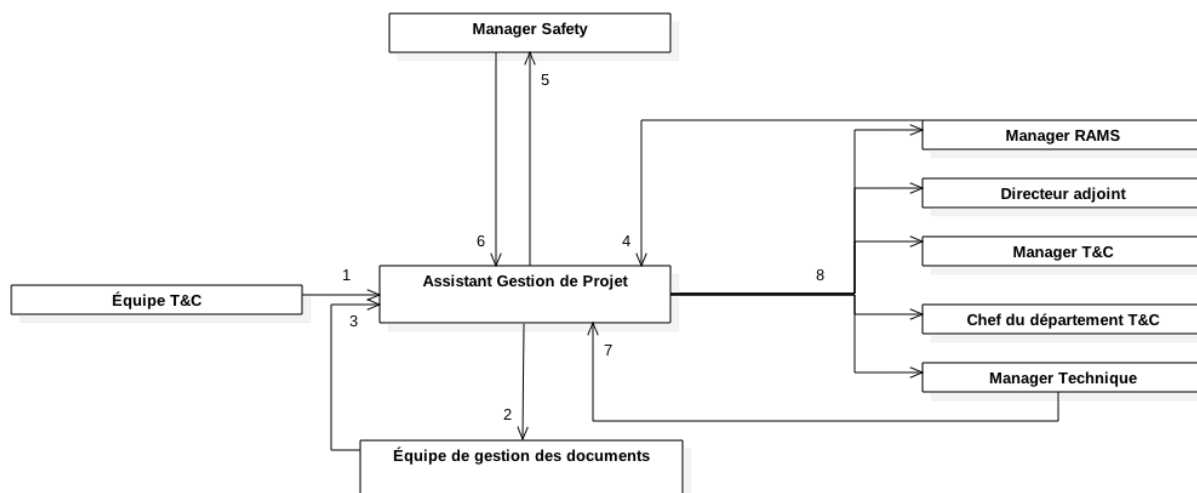 Manager Safety
5
Manager RAMS
Directeur adjoint
6
4
Manager T&C
1
Assistant Gestion de Projet
8
Équipe T&C
3
Chef du département T&C
7
Manager Technique
2
Équipe de gestion des documents